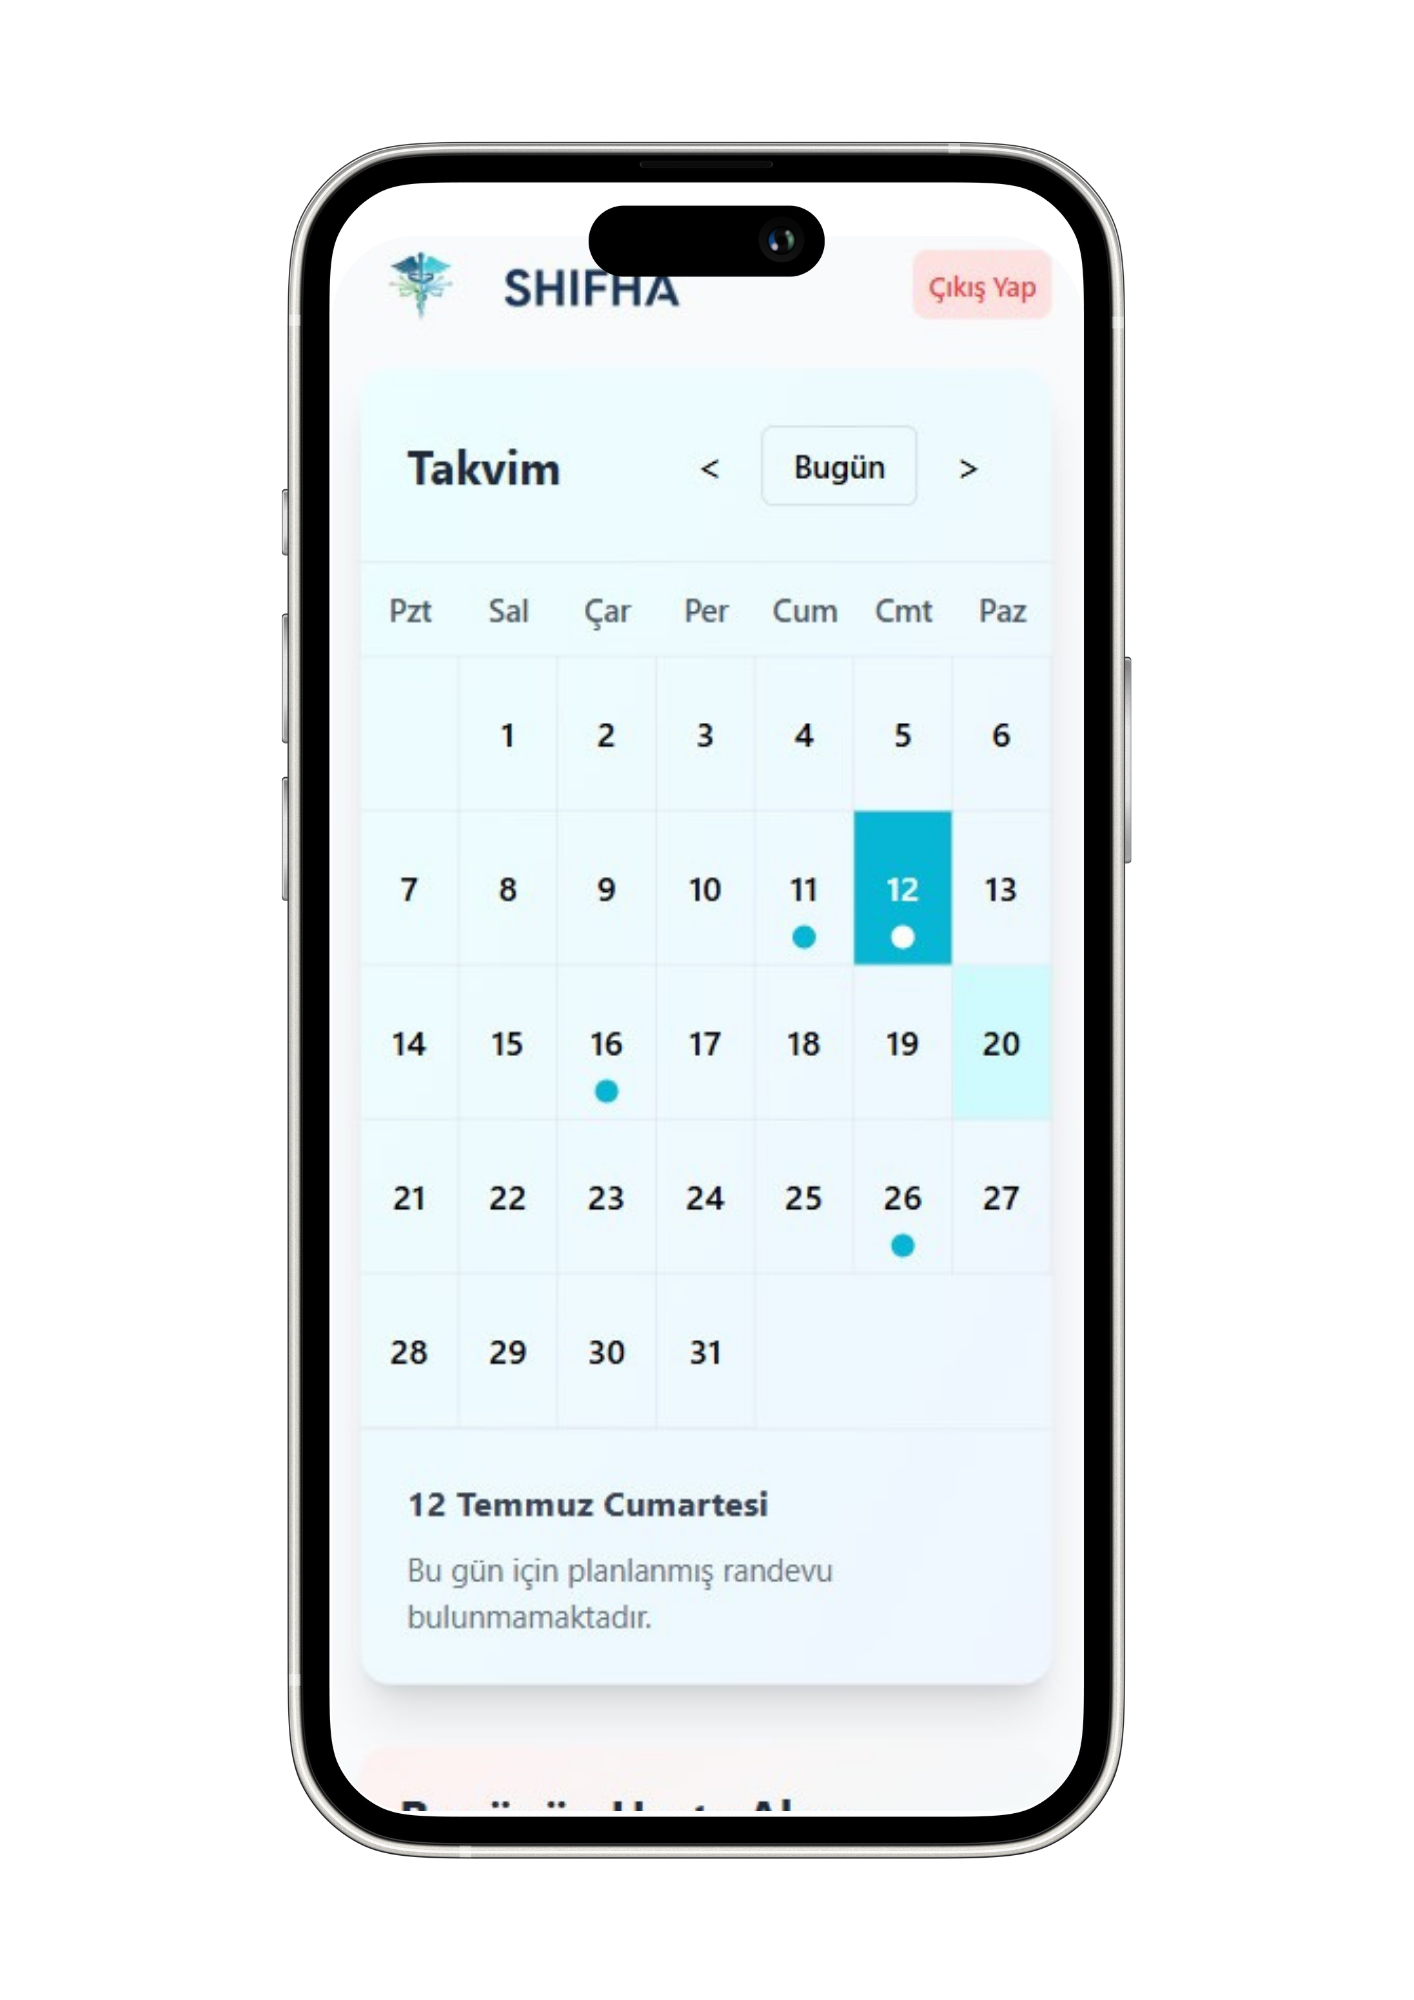 SHIFHA
Çıkış Yap
Takvim < Bugün >
Pzt Sal Çar Per Cum Cmt Paz
1 2 3 4 5 6
7 8 9 10 11 12 13
14 15 16 17 18 19 20
21 22 23 24 25 26 27
28 29 30 31
12 Temmuz Cumartesi
Bu gün için planlanmış randevu
bulunmamaktadır.